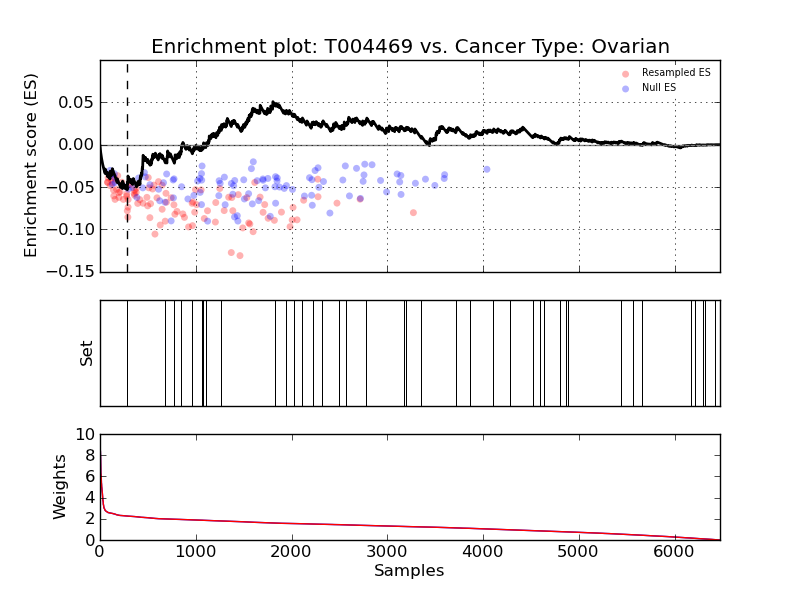 Enrichment plot: T004469 vs. Cancer Type: Ovarian
Resampled ES
Null ES
Enrichment score (ES)
0.05
0.00
−0.05
−0.10
−0.15
Set
Weights
10
8
6
4
2
0
0 1000 2000 3000 4000 5000 6000
Samples